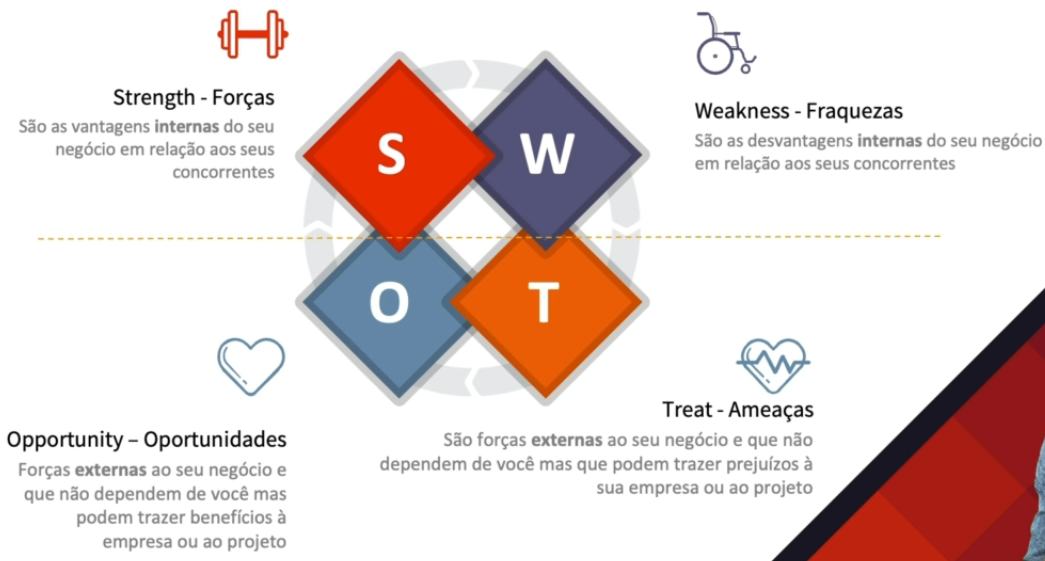 Strength - Forças
São as vantagens internas do seu
negócio em relação aos seus
concorrentes
S
W
Weakness - Fraquezas
São as desvantagens internas do seu negócio
em relação aos seus concorrentes
O
T
Opportunity – Oportunidades
Forças externas ao seu negócio e
que não dependem de você mas
podem trazer benefícios à
empresa ou ao projeto
Treat - Ameaças
São forças externas ao seu negócio e que não
dependem de você mas que podem trazer prejuízos à
sua empresa ou ao projeto